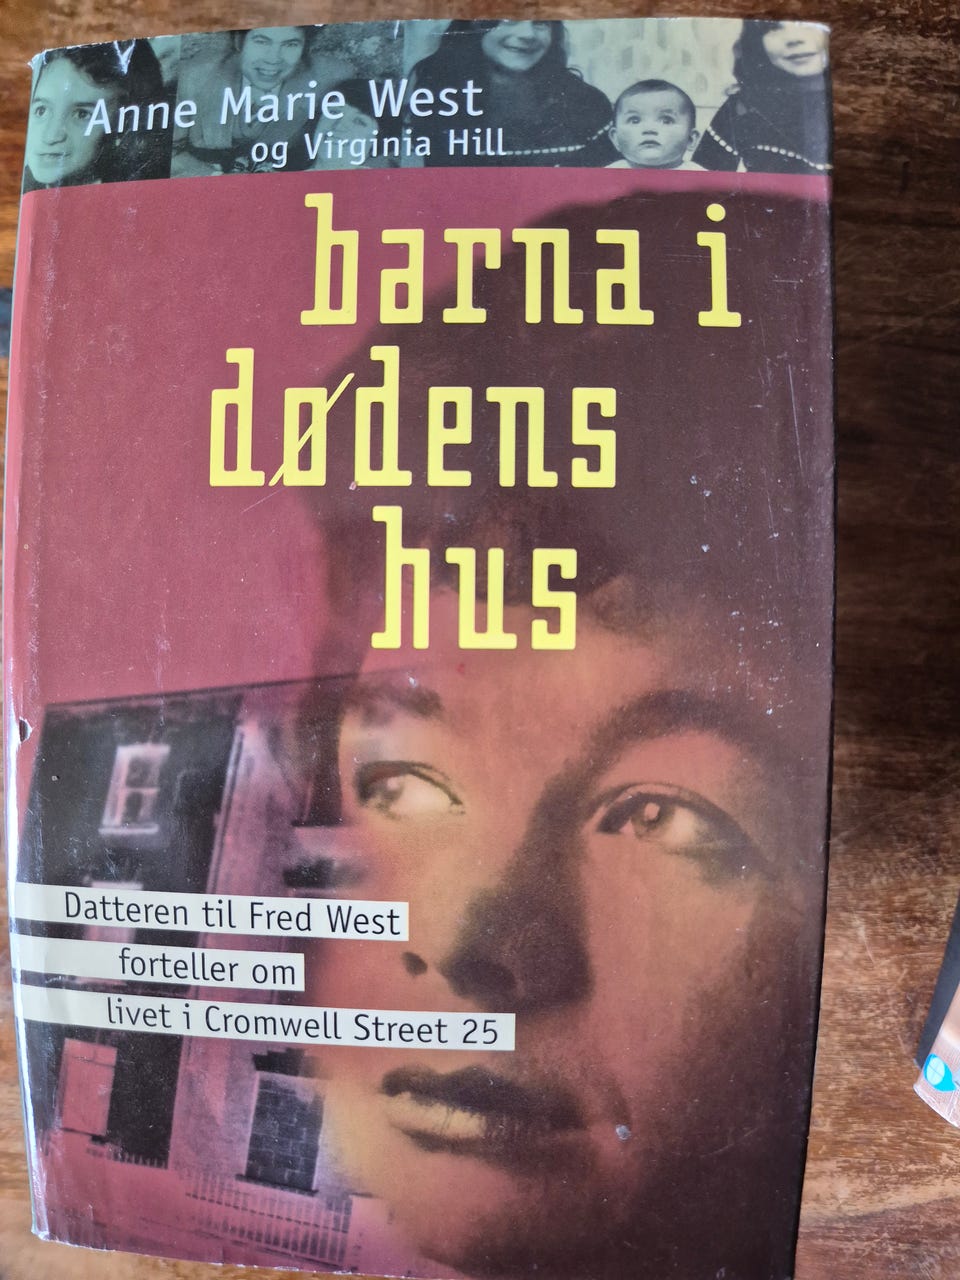 Anne Marie West
og Virginia Hill
barna i
dødens
hus
Datteren til Fred West
forteller om
livet i Cromwell Street 25